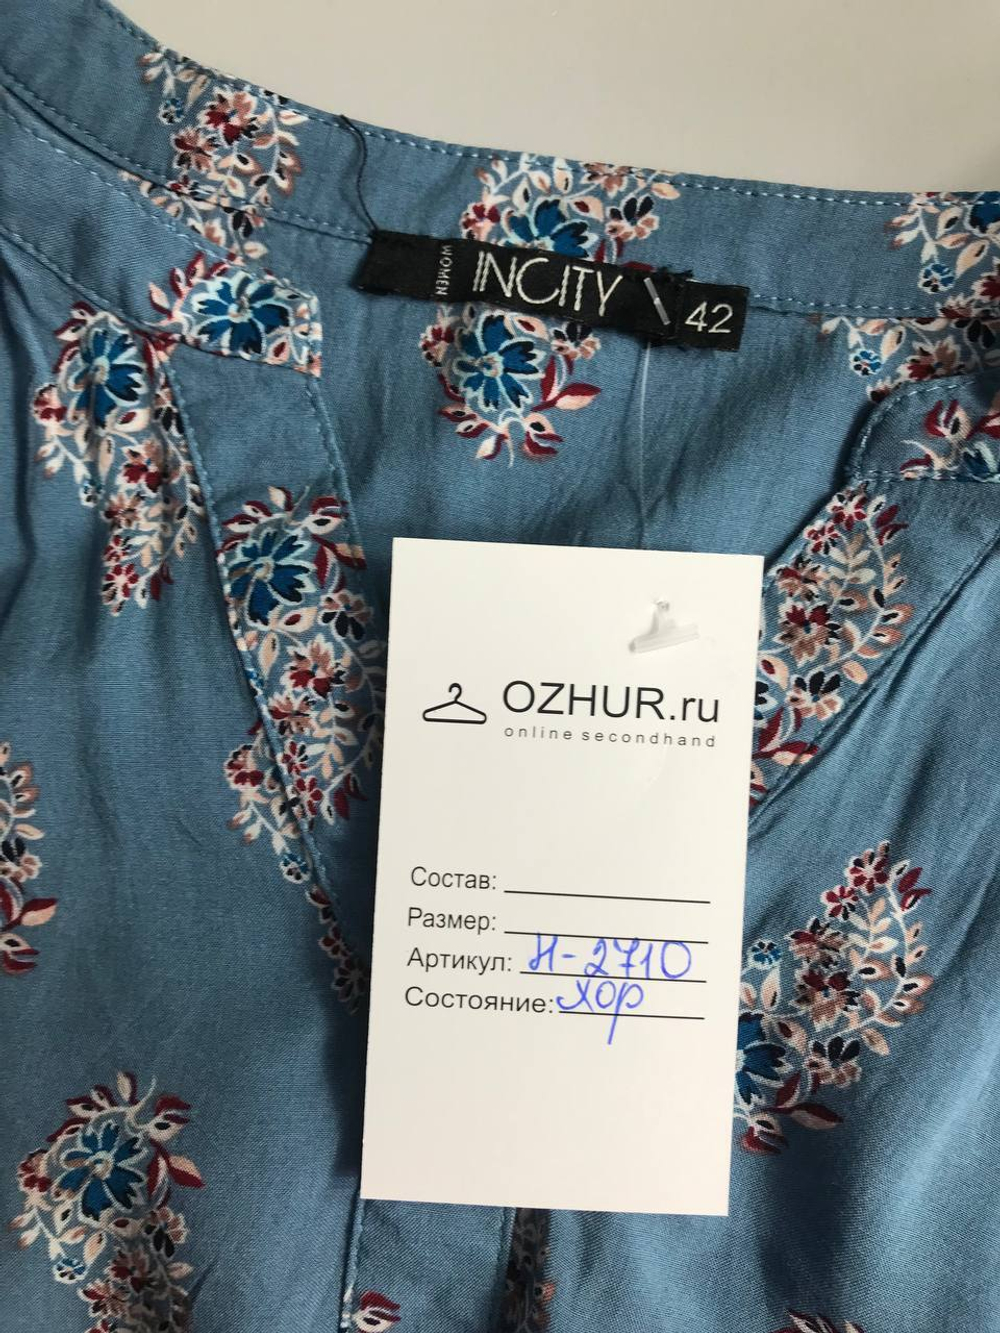 WOMEN
INCITY
42
OZHUR.ru
online secondhand
Состав:
Размер:
Артикул: Н-2710
Состояние: хор